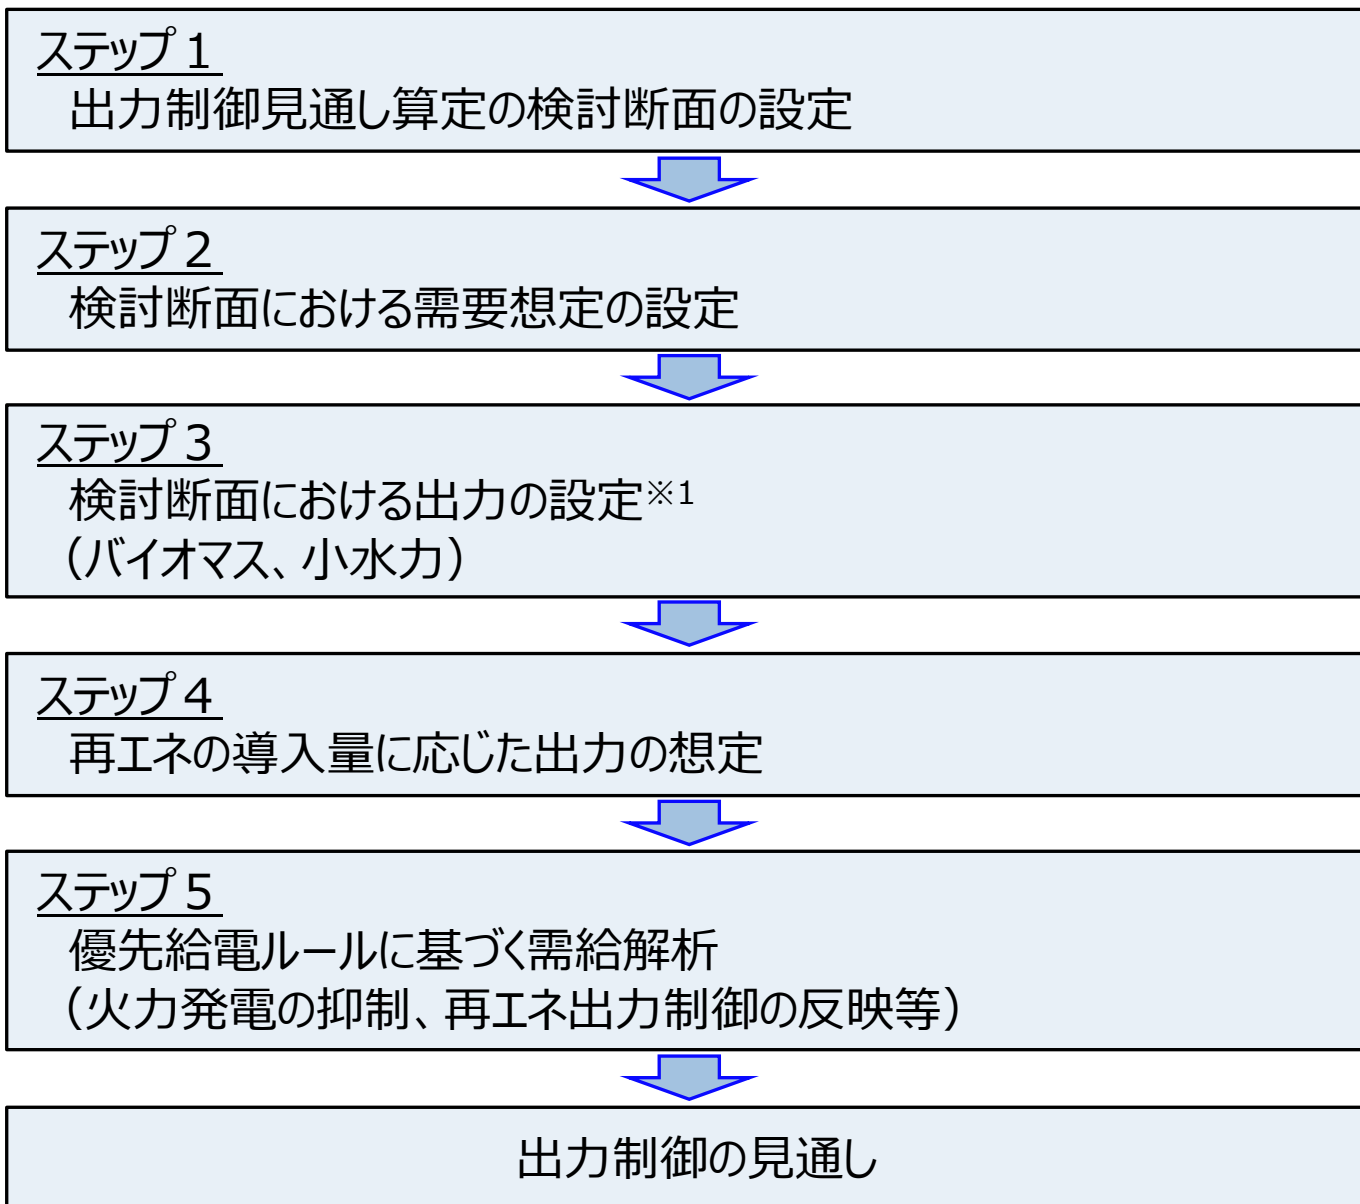 ステップ1
出力制御見通し算定の検討断面の設定
ステップ2
検討断面における需要想定の設定
ステップ3
検討断面における出力の設定※1
（バイオマス、小水力）
ステップ4
再エネの導入量に応じた出力の想定
ステップ5
優先給電ルールに基づく需給解析
（火力発電の抑制、再エネ出力制御の反映等）
出力制御の見通し